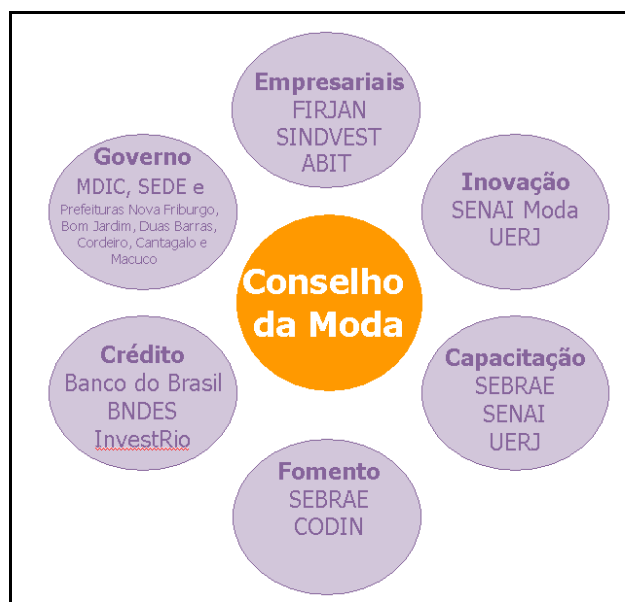 Empresariais
FIRJAN
SINDVEST
ABIT
Governo
MDIC, SEDE e
Prefeituras Nova Friburgo,
Bom Jardim, Duas Barras,
Cordeiro, Cantagalo e
Macuco
Inovação
SENAI Moda
UERJ
Conselho
da Moda
Crédito
Banco do Brasil
BNDES
InvestRio
Capacitação
SEBRAE
SENAI
UERJ
Fomento
SEBRAE
CODIN